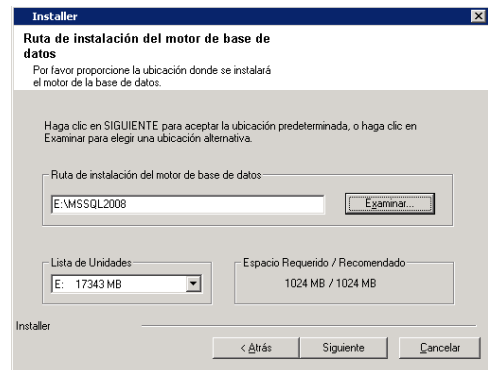 Installer
Ruta de instalación del motor de base de
datos
Por favor proporcione la ubicación donde se instalará
el motor de la base de datos.
Haga clic en SIGUIENTE para aceptar la ubicación predeterminada, o haga clic en
Examinar para elegir una ubicación alternativa.
Ruta de instalación del motor de base de datos
E:\MSSQL2008
Examinar...
Lista de Unidades
E: 17343 MB
Espacio Requerido / Recomendado
1024 MB / 1024 MB
Installer
< Atrás
Siguiente
Cancelar